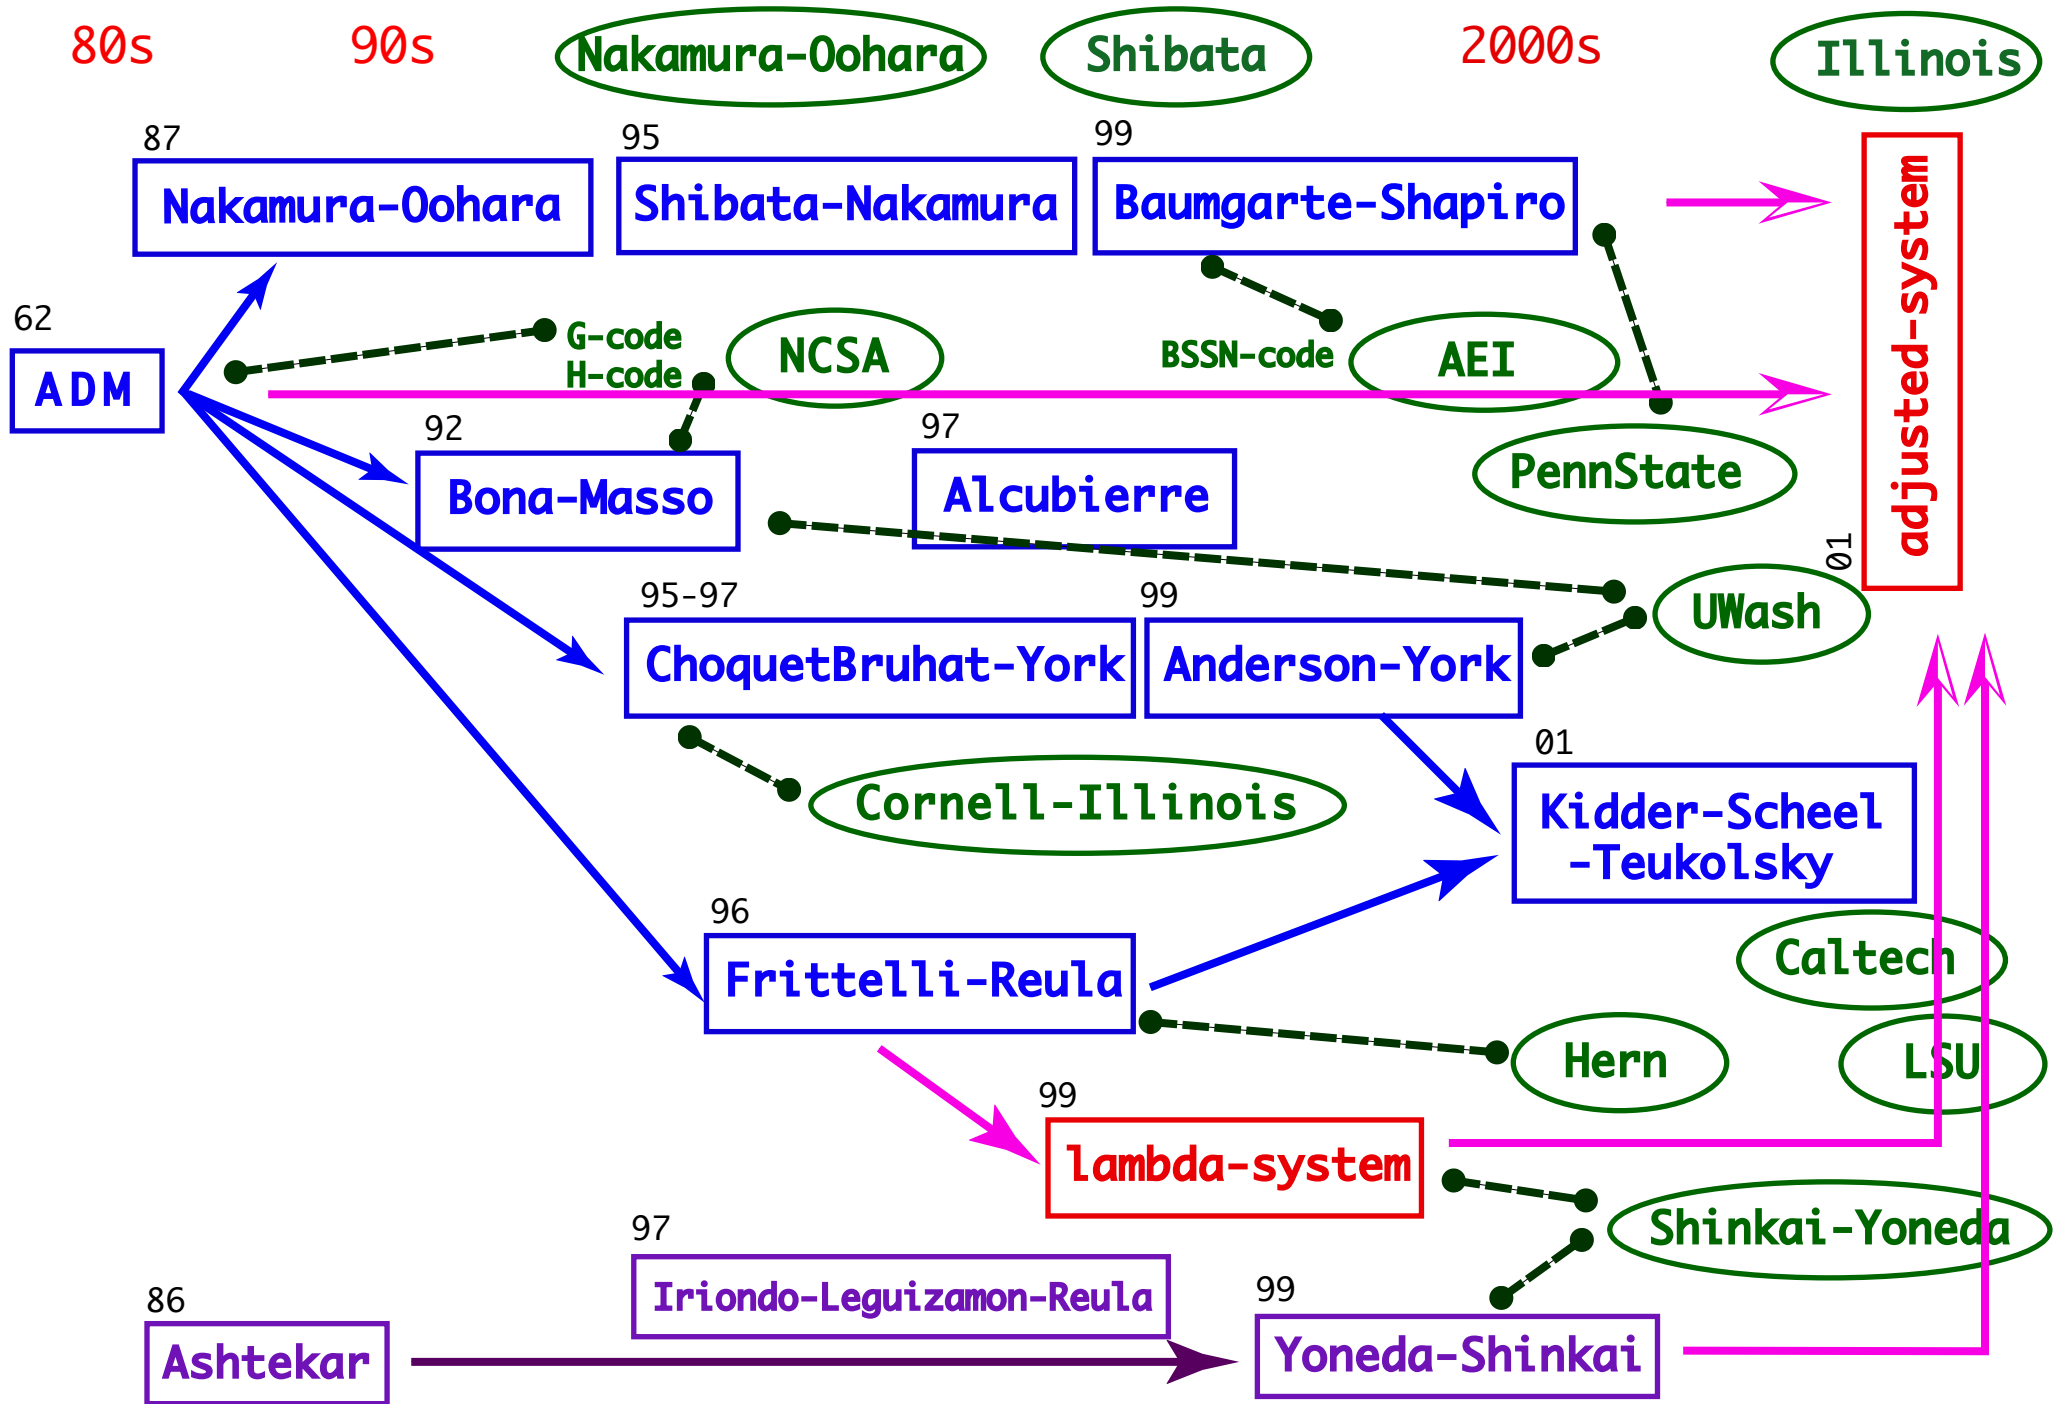 80s
90s
Nakamura-Oohara
Shibata
2000s
Illinois
87
95
99
Nakamura-Oohara
Shibata-Nakamura
Baumgarte-Shapiro
adjusted-system
01
62
ADM
G-code
H-code
NCSA
BSSN-code
AEI
92
Bona-Masso
97
Alcubierre
PennState
95-97
ChoquetBruhat-York
99
Anderson-York
UWash
Cornell-Illinois
01
Kidder-Scheel
-Teukolsky
96
Frittelli-Reula
Caltech
Hern
LSU
99
lambda-system
Shinkai-Yoneda
97
Iriondo-Leguizamon-Reula
86
Ashtekar
99
Yoneda-Shinkai